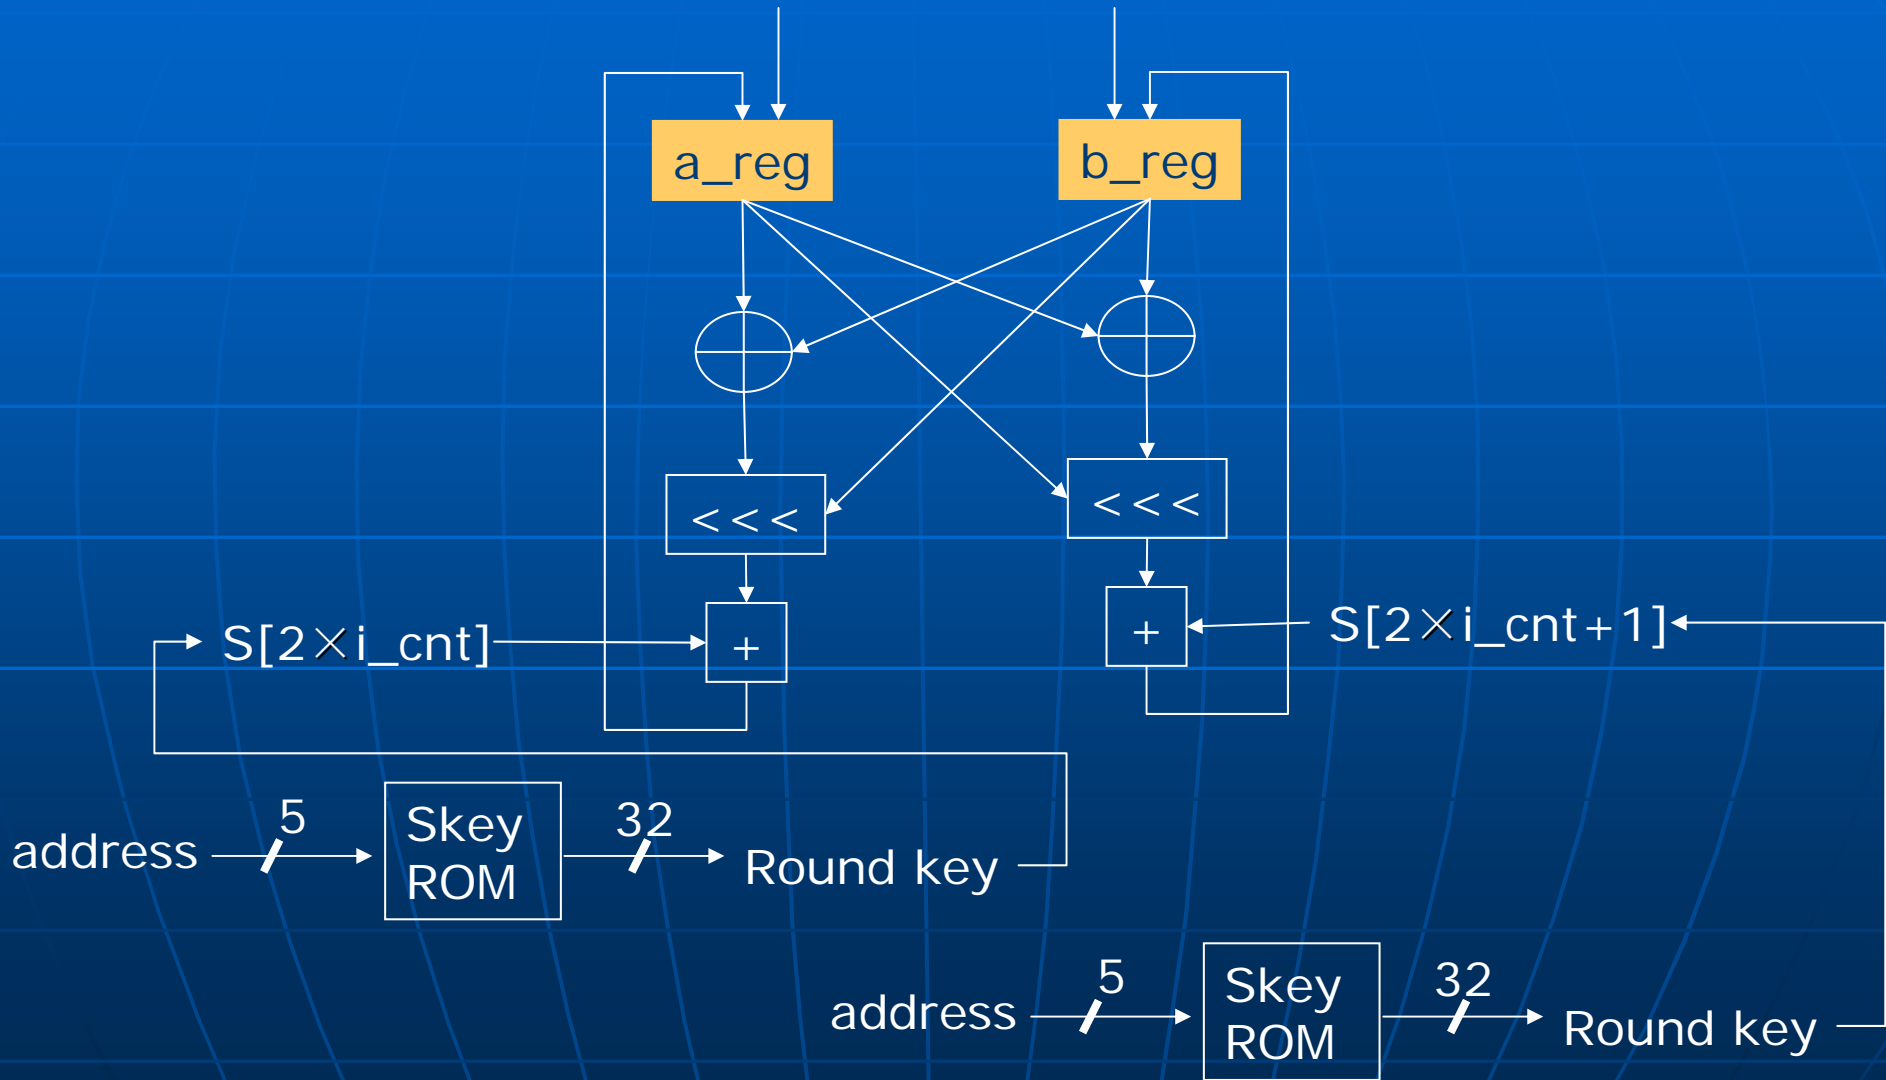 a_reg
b_reg
<<<
<<<
+
+
S[2×i_cnt]
S[2×i_cnt+1]
address
5
Skey
ROM
32
Round key
address
5
Skey
ROM
32
Round key